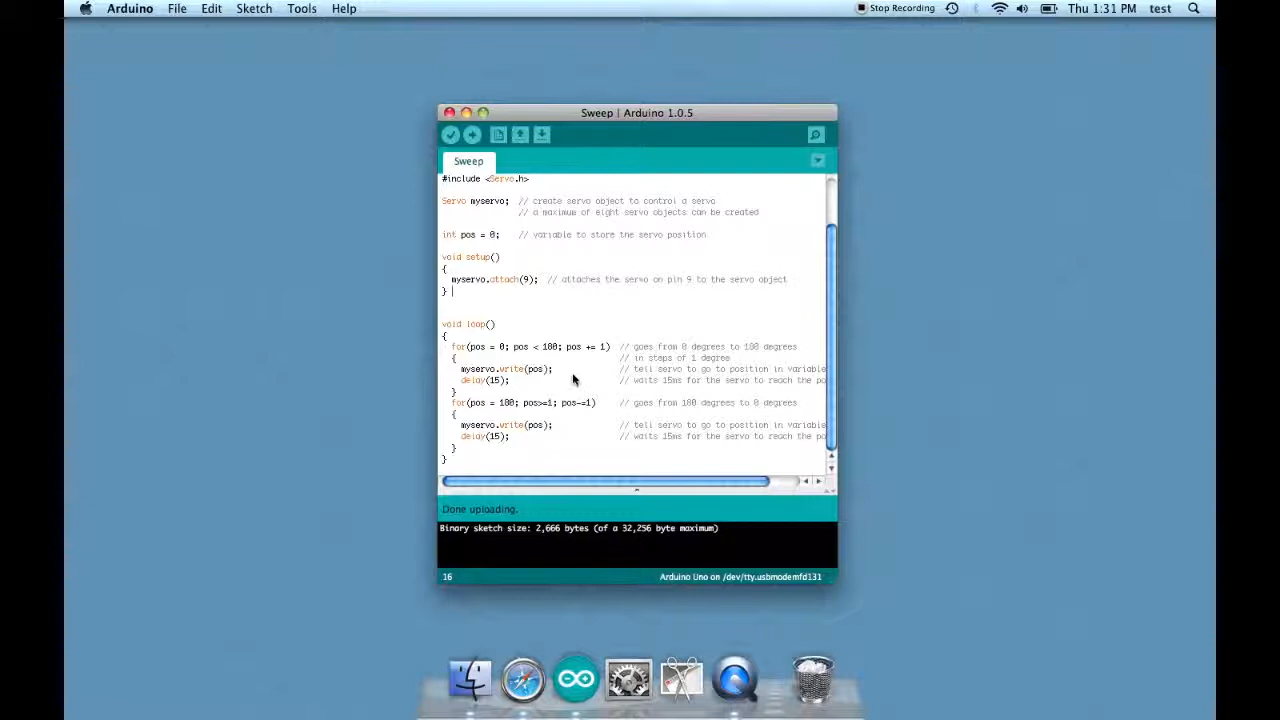 Arduino File Edit Sketch Tools Help Stop Recording Thu 1:31 PM test
Sweep | Arduino 1.0.5
Sweep
#include <Servo.h>
Servo myservo; // create servo object to control a servo
// a maximum of eight servo objects can be created
int pos = 0; // variable to store the servo position
void setup()
{
myservo.attach(9); // attaches the servo on pin 9 to the servo object
}
void loop()
{
for(pos = 0; pos < 180; pos += 1) // goes from 0 degrees to 180 degrees
{ // in steps of 1 degree
myservo.write(pos); // tell servo to go to position in variable
delay(15); // waits 15ms for the servo to reach the po
}
for(pos = 180; pos>=1; pos-=1) // goes from 180 degrees to 0 degrees
{
myservo.write(pos); // tell servo to go to position in variable
delay(15); // waits 15ms for the servo to reach the po
}
}
Done uploading.
Binary sketch size: 2,666 bytes (of a 32,256 byte maximum)
16 Arduino Uno on /dev/tty.usbmodemfd131